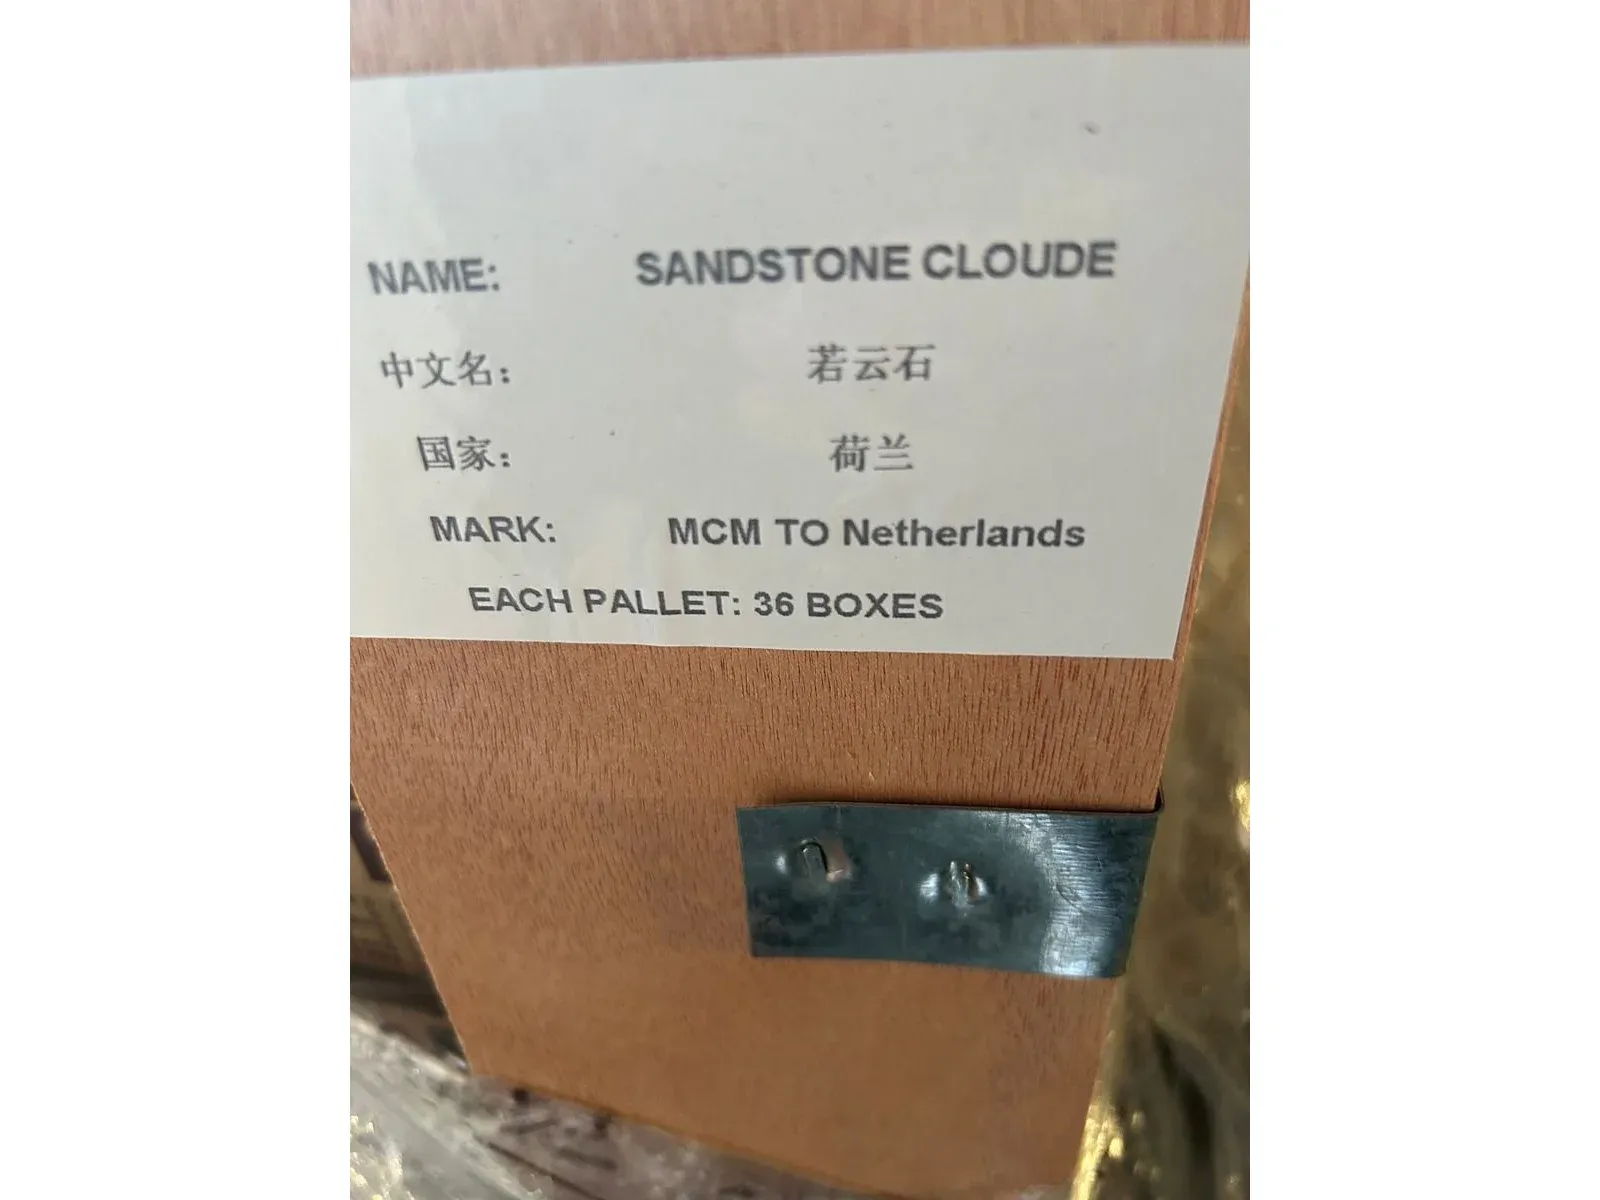 NAME: SANDSTONE CLOUDE
中文名： 若云石
国家： 荷兰
MARK: MCM TO Netherlands
EACH PALLET: 36 BOXES